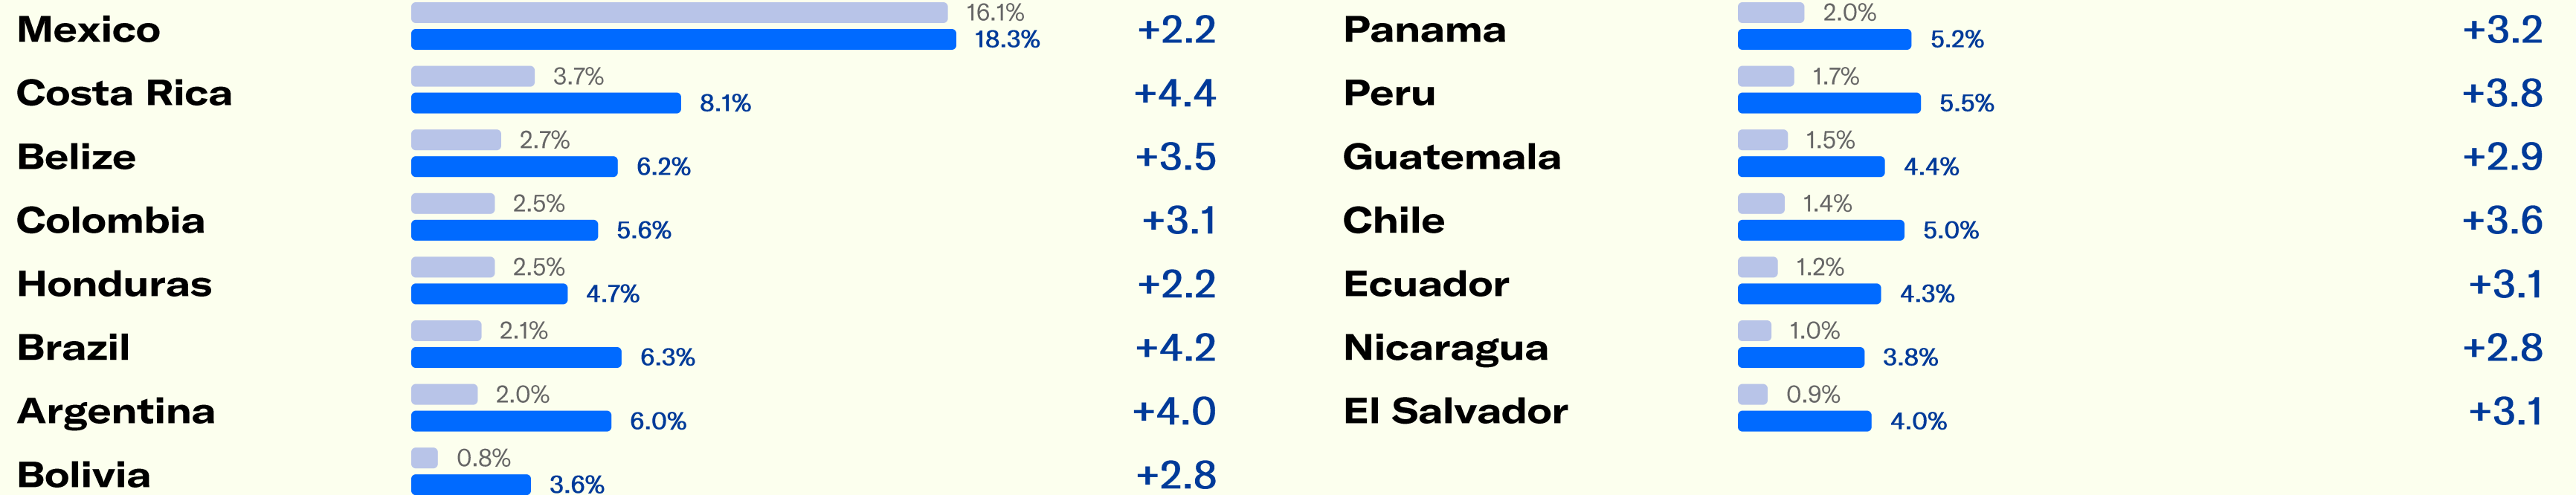 Mexico 16.1% 18.3% +2.2
Costa Rica 3.7% 8.1% +4.4
Belize 2.7% 6.2% +3.5
Colombia 2.5% 5.6% +3.1
Honduras 2.5% 4.7% +2.2
Brazil 2.1% 6.3% +4.2
Argentina 2.0% 6.0% +4.0
Bolivia 0.8% 3.6% +2.8
Panama 2.0% 5.2% +3.2
Peru 1.7% 5.5% +3.8
Guatemala 1.5% 4.4% +2.9
Chile 1.4% 5.0% +3.6
Ecuador 1.2% 4.3% +3.1
Nicaragua 1.0% 3.8% +2.8
El Salvador 0.9% 4.0% +3.1